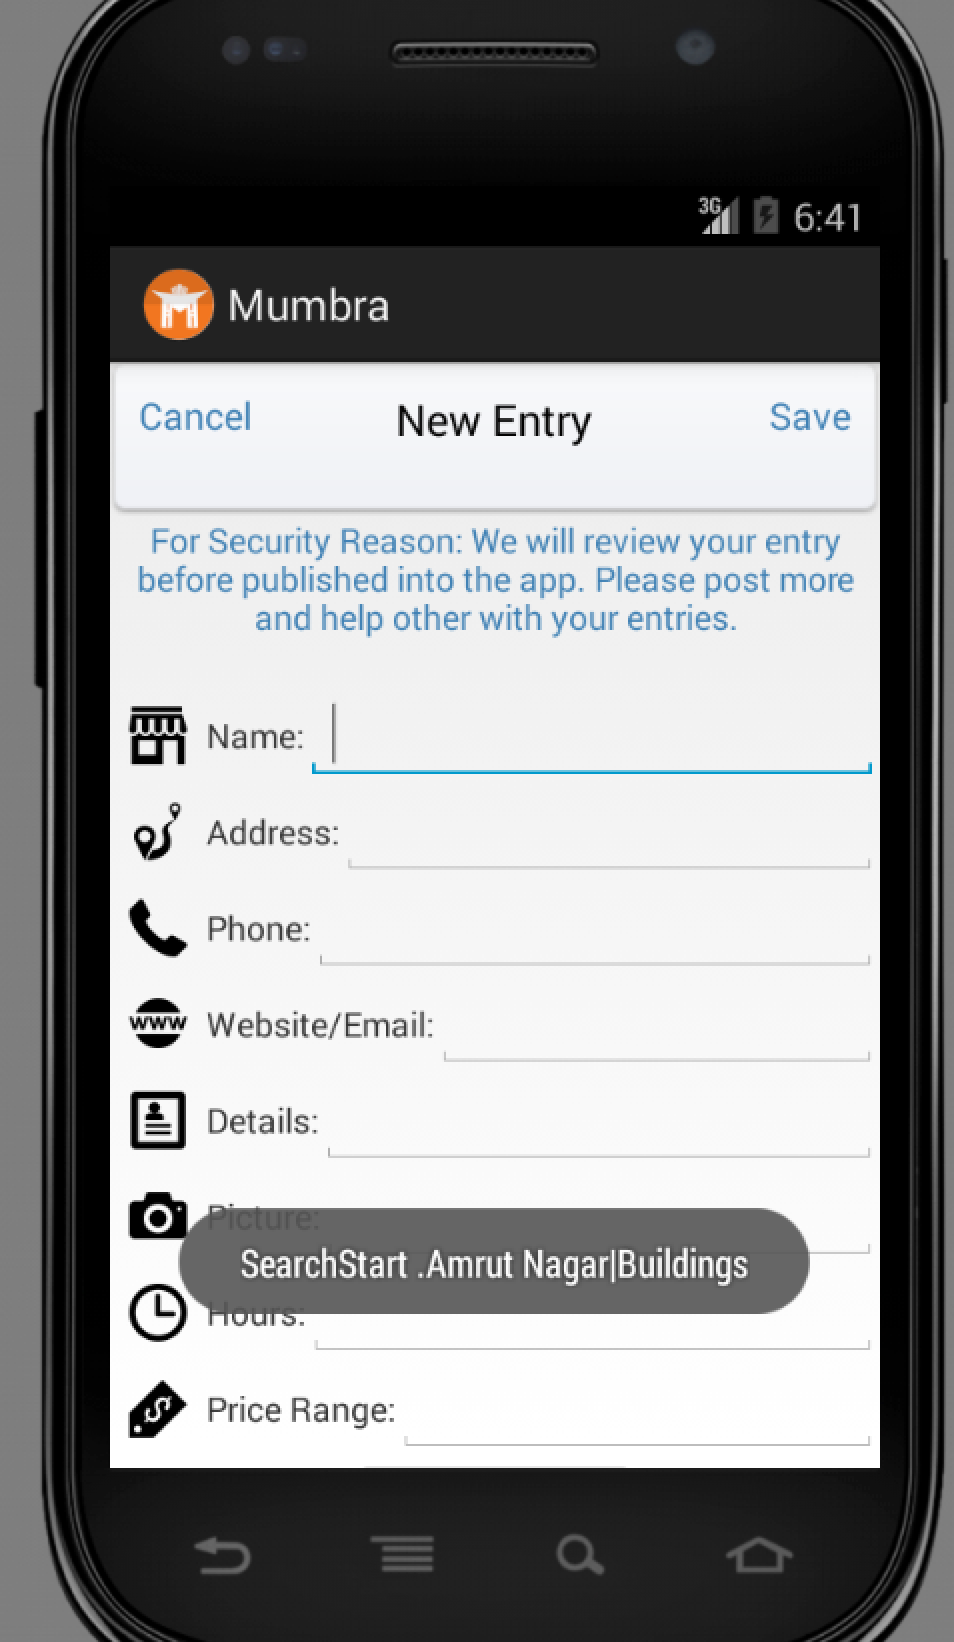 3G 6:41
Mumbra
Cancel New Entry Save
For Security Reason: We will review your entry
before published into the app. Please post more
and help other with your entries.
Name:
Address:
Phone:
WWW Website/Email:
Details:
Picture:
SearchStart .Amrut Nagar|Buildings
Hours:
$ Price Range: